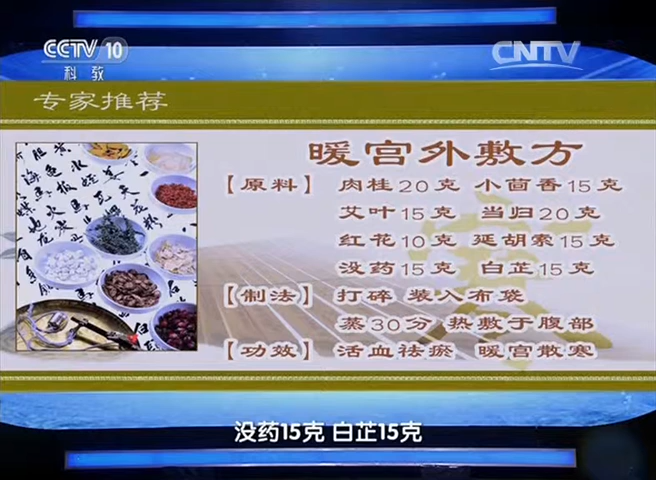 CCTV 10
科教
CNTV
专家推荐
暖宫外敷方
【原料】 肉桂20克 小茴香15克
艾叶15克 当归20克
红花10克 延胡索15克
没药15克 白芷15克
【制法】 打碎 装入布袋
蒸30分 热敷于腹部
【功效】 活血祛瘀 暖宫散寒
没药15克 白芷15克